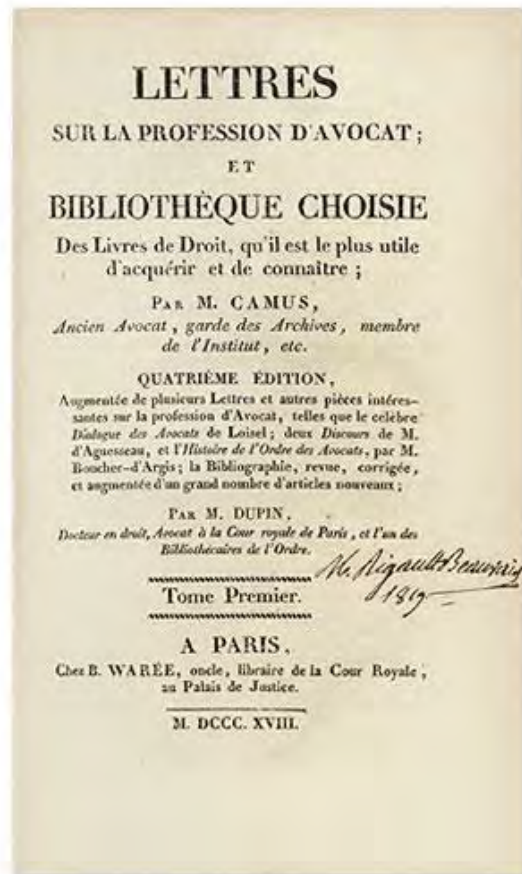 LETTRES
SUR LA PROFESSION D'AVOCAT;
ET
BIBLIOTHÈQUE CHOISIE
Des Livres de Droit, qu'il est le plus utile
d'acquérir et de connaître;
PAR M. CAMUS,
Ancien Avocat, garde des Archives, membre
de l'Institut, etc.
QUATRIÈME ÉDITION,
Augmentée de plusieurs Lettres et autres pièces intéres-
santes sur la profession d'Avocat, telles que le célèbre
Dialogue des Avocats de Loisel; deux Discours de M.
d'Aguesseau, et l'Histoire de l'Ordre des Avocats, par M.
Boucher-d'Argis; la Bibliographie, revue, corrigée,
et augmentée d'un grand nombre d'articles nouveaux;
PAR M. DUPIN,
Docteur en droit, Avocat à la Cour royale de Paris, et l'un des
Bibliothécaires de l'Ordre.
Rigault
1819
Tome Premier.
A PARIS,
Chez B. WARÉE, oncle, libraire de la Cour Royale,
au Palais de Justice.
M. DCCC. XVIII.